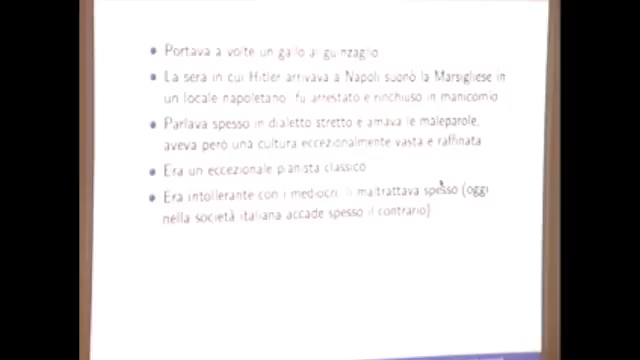 Portava a volte un gallo al guinzaglio
La sera in cui Hitler arrivava a Napoli suonò la Marsigliese in
un locale napoletano fu arrestato e rinchiuso in manicomio
Parlava spesso in dialetto stretto e amava le maleparole,
aveva però una cultura eccezionalmente vasta e raffinata
Era un eccezionale pianista classico
Era intollerante con i mediocri, li maltrattava spesso (oggi
nella società italiana accade spesso il contrario)